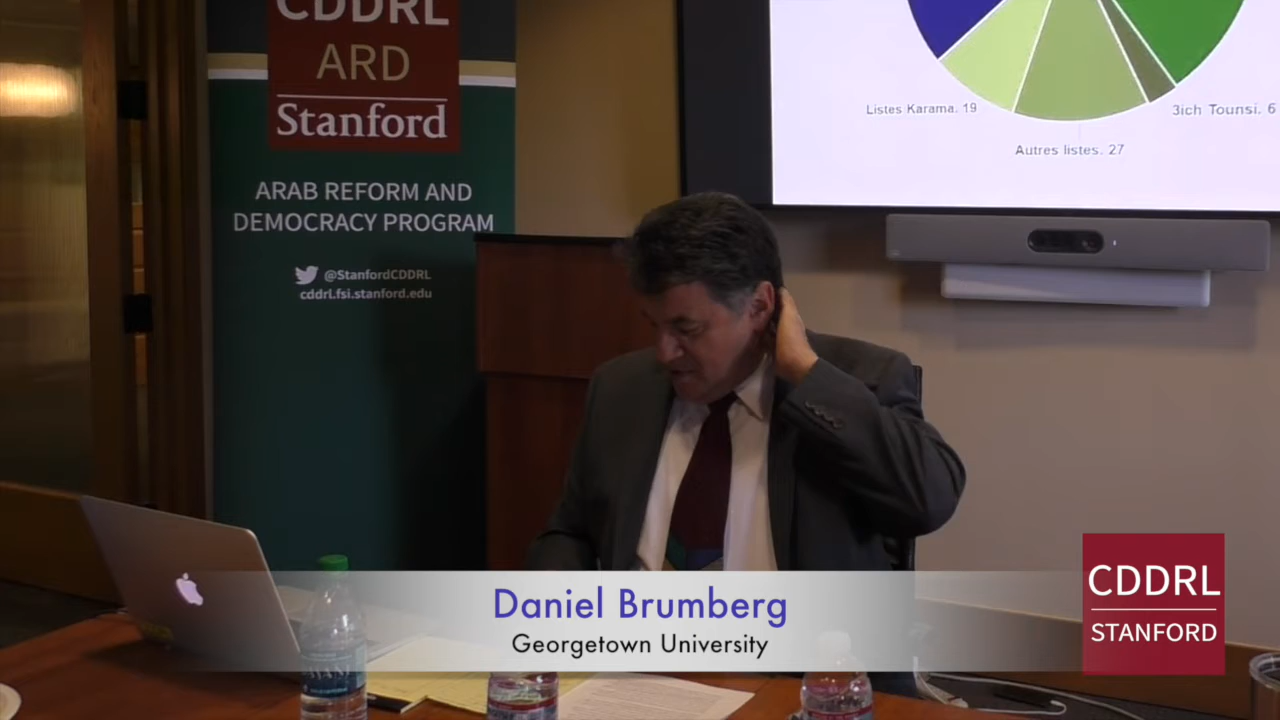 CDDRL
ARD
Stanford
ARAB REFORM AND
DEMOCRACY PROGRAM
@StanfordCDDRL
cddrl.fsi.stanford.edu
Listes Karama. 19
3ich Tounsi. 6
Autres listes. 27
Daniel Brumberg
Georgetown University
CDDRL
STANFORD